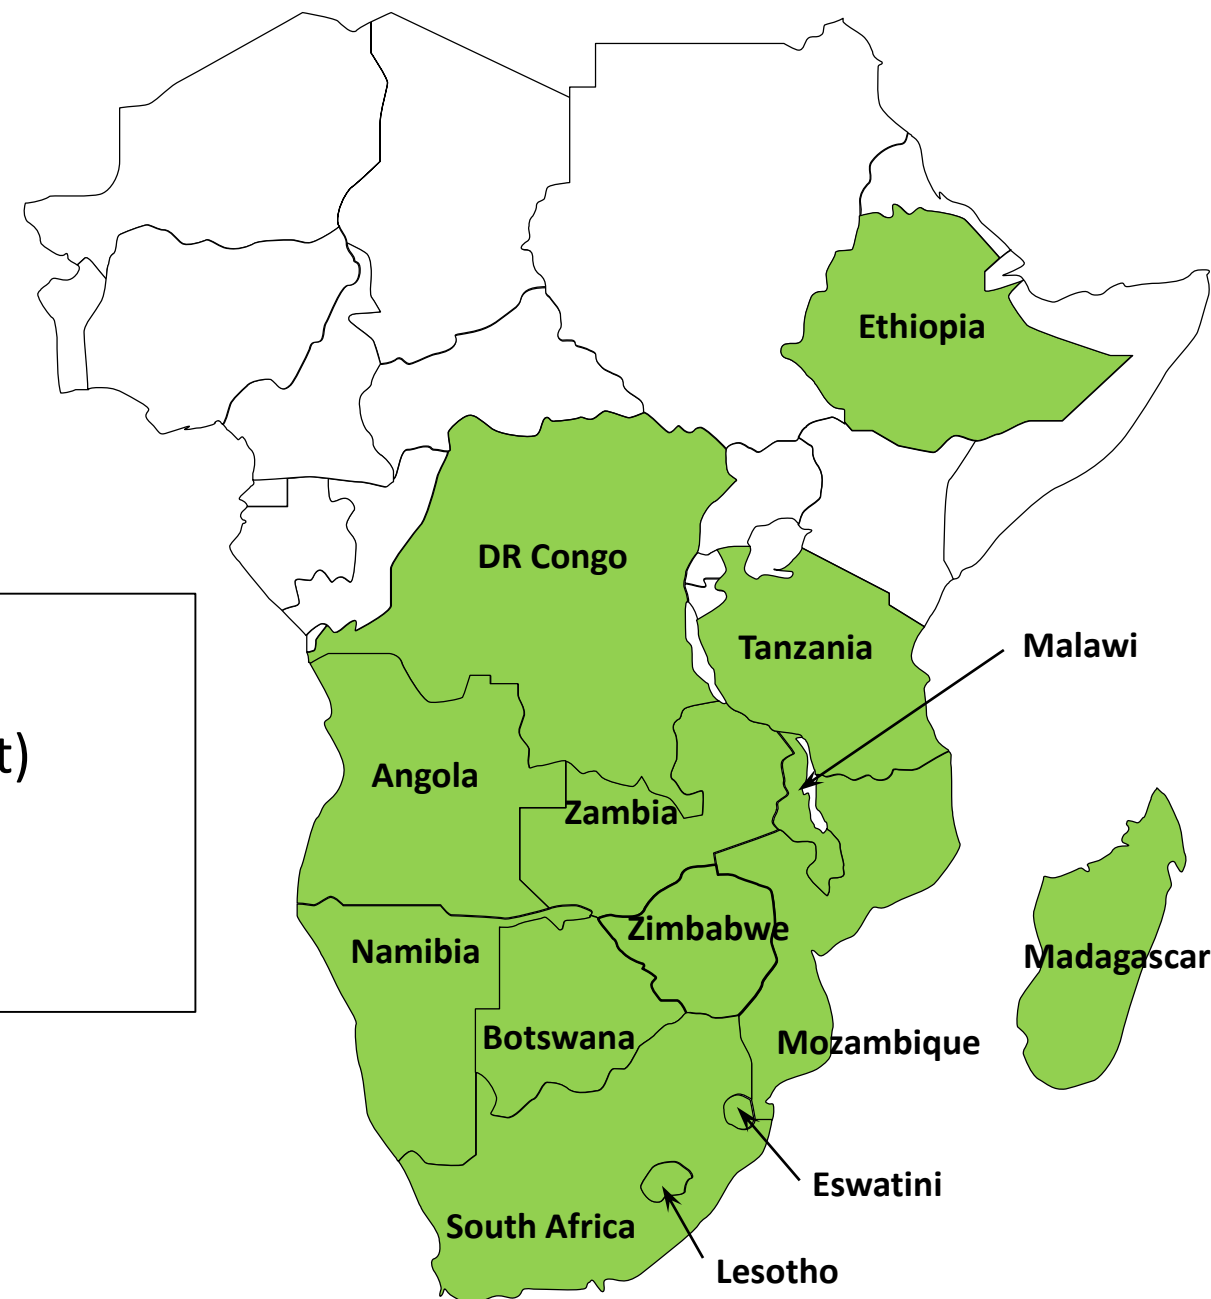 Ethiopia
DR Congo
Tanzania
Malawi
t)
Angola
Zambia
Zimbabwe
Namibia
Madagascar
Botswana
Mozambique
Eswatini
South Africa
Lesotho